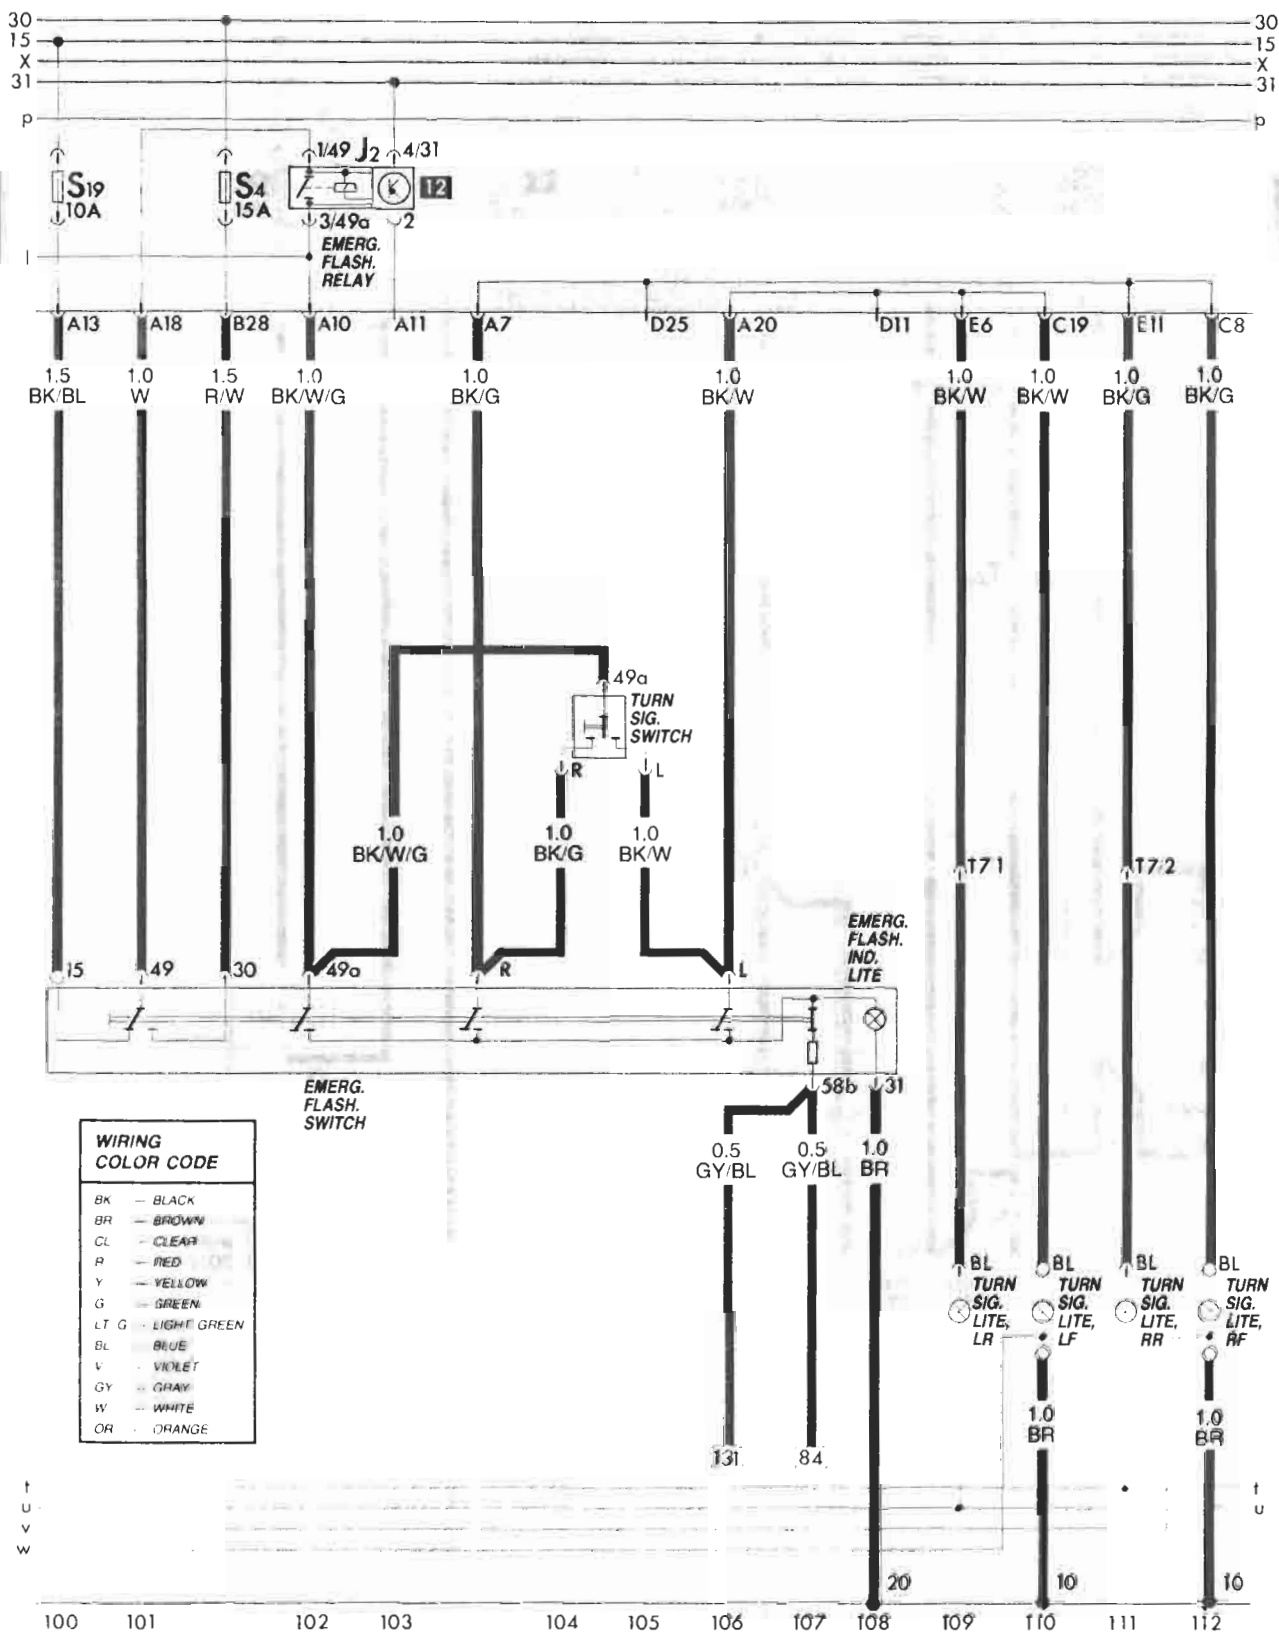 30 30
15 15
X X
31 31
p p
1/49 J2 4/31
S19
10A
S4
15A
12
3/49a 2
EMERG.
FLASH.
RELAY
A13 A18 B28 A10 A11 A7 D25 A20 D11 E6 C19 E11 C8
1.5 1.0 1.5 1.0 1.0 1.0 1.0 1.0 1.0 1.0
BK/BL W R/W BK/W/G BK/G BK/W BK/W BK/W BK/G BK/G
49a
TURN
SIG.
SWITCH
R L
1.0 1.0 1.0
BK/W/G BK/G BK/W
T7/2
EMERG.
FLASH.
IND.
LITE
15 49 30 49a R L
58b 31
EMERG.
FLASH.
SWITCH
WIRING
COLOR CODE
BK — BLACK
BR — BROWN
CL - CLEAR
R — RED
Y — YELLOW
G — GREEN
LT G - LIGHT GREEN
BL BLUE
V - VIOLET
GY - GRAY
W - WHITE
OR - ORANGE
0.5 0.5 1.0
GY/BL GY/BL BR
BL BL BL BL
TURN
SIG.
LITE,
LR
TURN
SIG.
LITE,
LF
TURN
SIG.
LITE,
RR
TURN
SIG.
LITE,
RF
1.0 1.0
BR BR
131 84
t t
u u
v
w
20 10 10
100 101 102 103 104 105 106 107 108 109 110 111 112